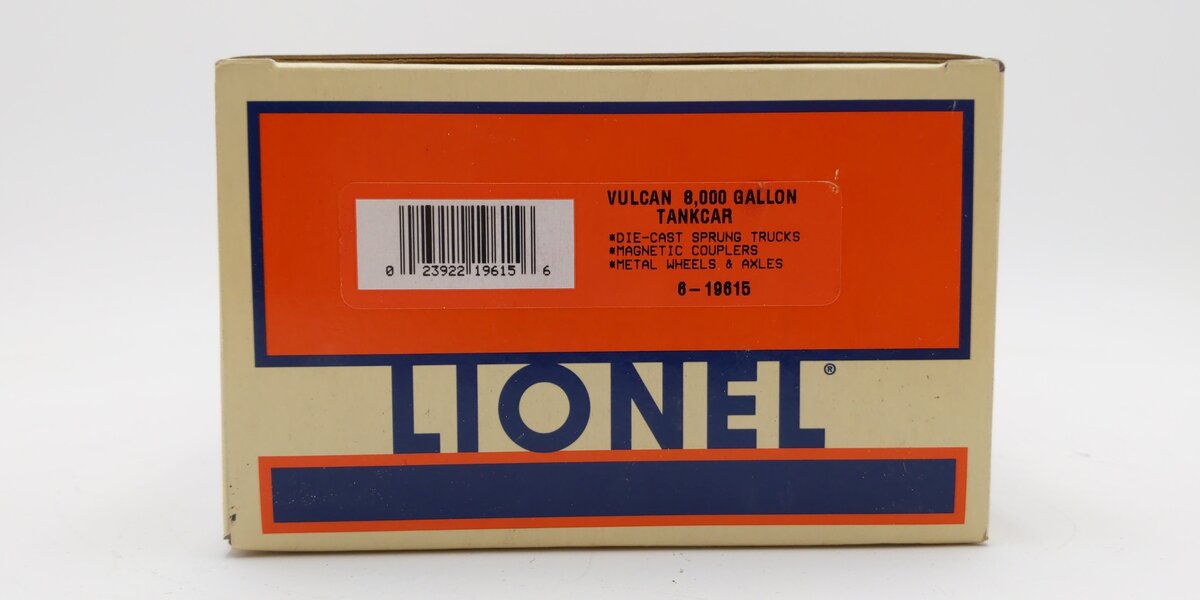 VULCAN 8,000 GALLON
TANKCAR
*DIE-CAST SPRUNG TRUCKS
*MAGNETIC COUPLERS
*METAL WHEELS & AXLES
6-19615
0 23922 19615 6
LIONEL®